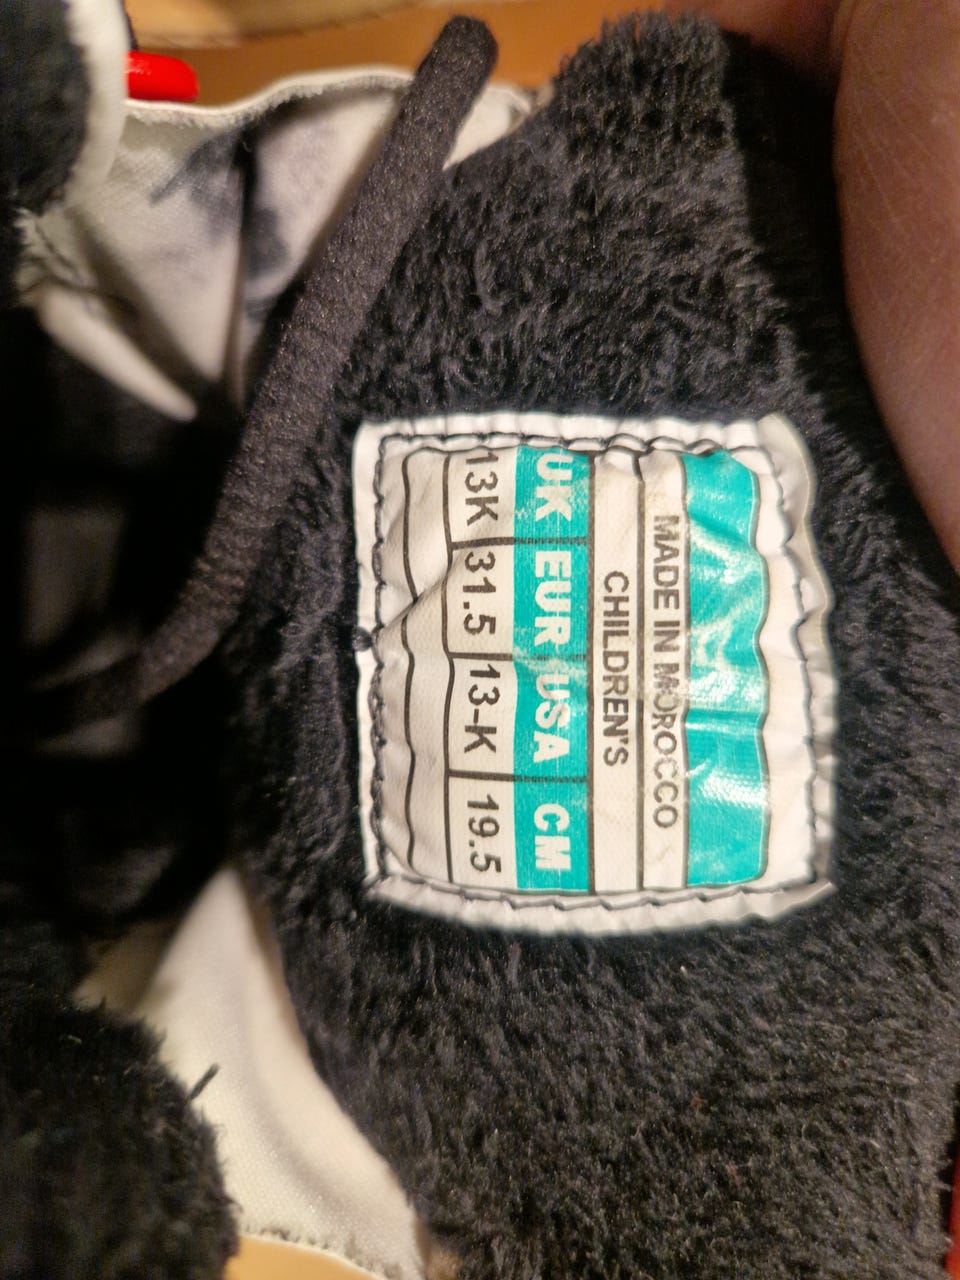 MADE IN MOROCCO
CHILDREN'S
UK EUR USA CM
13K 31.5 13-K 19.5